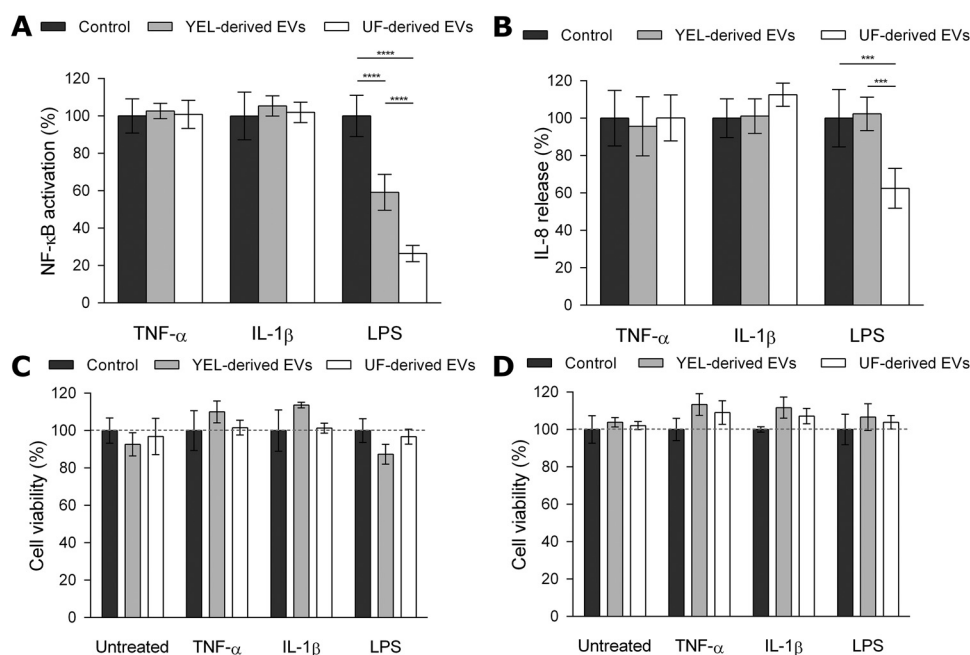 A
Control YEL-derived EVs UF-derived EVs
****
**** ****
NF-κB activation (%)
120
100
80
60
40
20
0
TNF-α IL-1β LPS
B
Control YEL-derived EVs UF-derived EVs
***
***
IL-8 release (%)
120
100
80
60
40
20
0
TNF-α IL-1β LPS
C
Control YEL-derived EVs UF-derived EVs
Cell viability (%)
120
100
80
60
40
20
0
Untreated TNF-α IL-1β LPS
D
Control YEL-derived EVs UF-derived EVs
Cell viability (%)
120
100
80
60
40
20
0
Untreated TNF-α IL-1β LPS